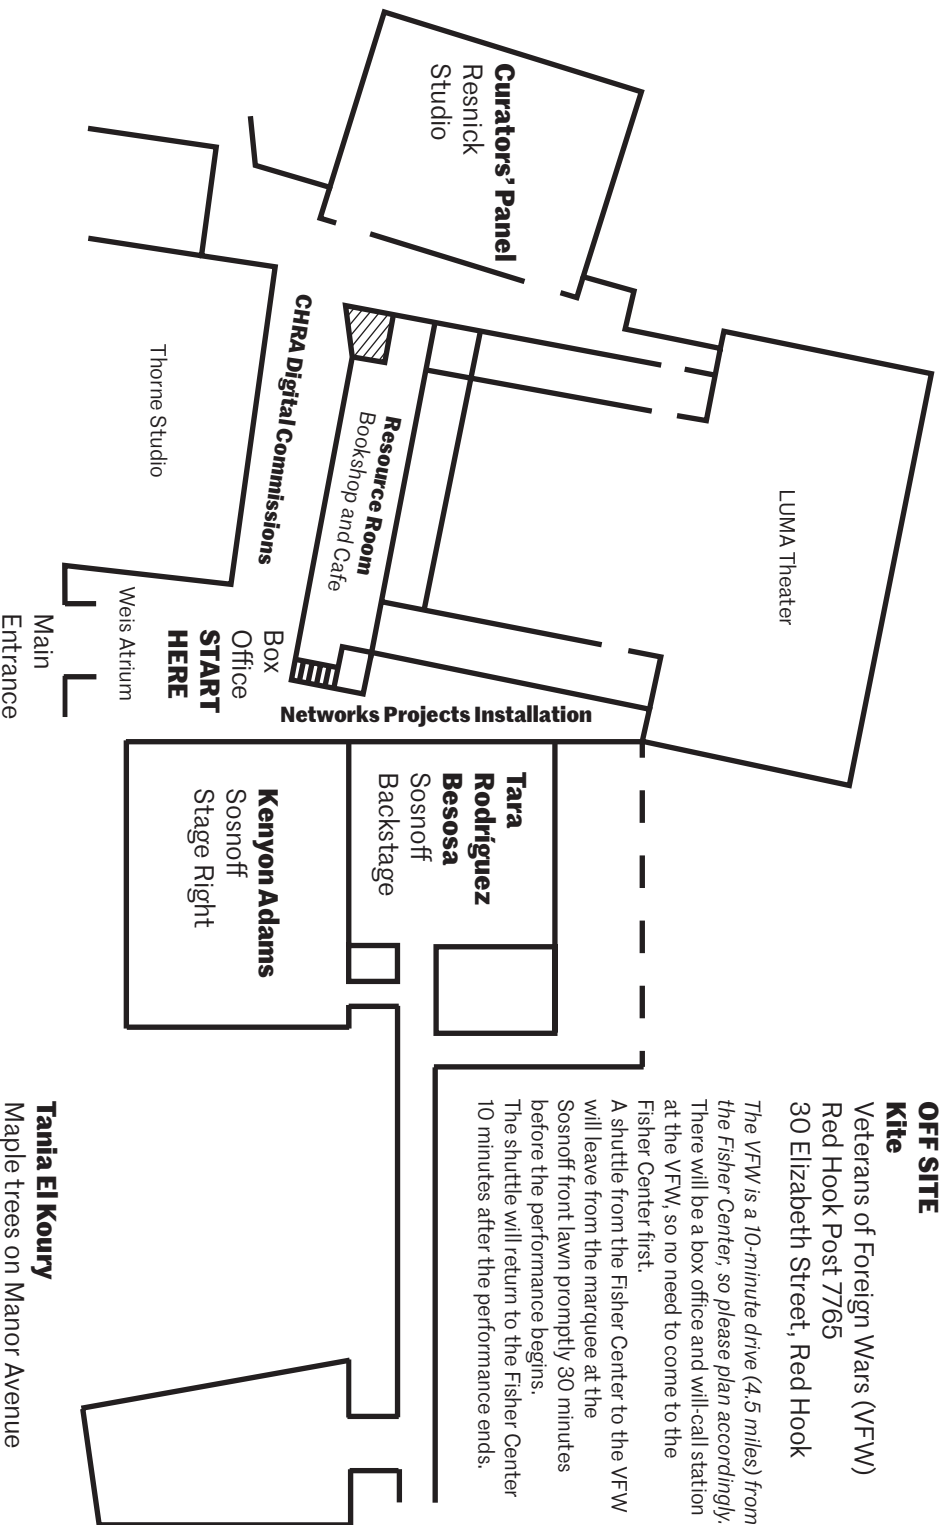 Curators’ Panel
Resnick
Studio
LUMA Theater
CHRA Digital Commissions
Resource Room
Bookshop and Cafe
Thorne Studio
Weis Atrium
Main
Entrance
Box
Office
START
HERE
Networks Projects Installation
Tara
Rodríguez
Besosa
Sosnoff
Backstage
Kenyon Adams
Sosnoff
Stage Right
OFF SITE
Kite
Veterans of Foreign Wars (VFW)
Red Hook Post 7765
30 Elizabeth Street, Red Hook
The VFW is a 10-minute drive (4.5 miles) from
the Fisher Center, so please plan accordingly.
There will be a box office and will-call station
at the VFW, so no need to come to the
Fisher Center first.
A shuttle from the Fisher Center to the VFW
will leave from the marquee at the
Sosnoff front lawn promptly 30 minutes
before the performance begins.
The shuttle will return to the Fisher Center
10 minutes after the performance ends.
Tania El Koury
Maple trees on Manor Avenue